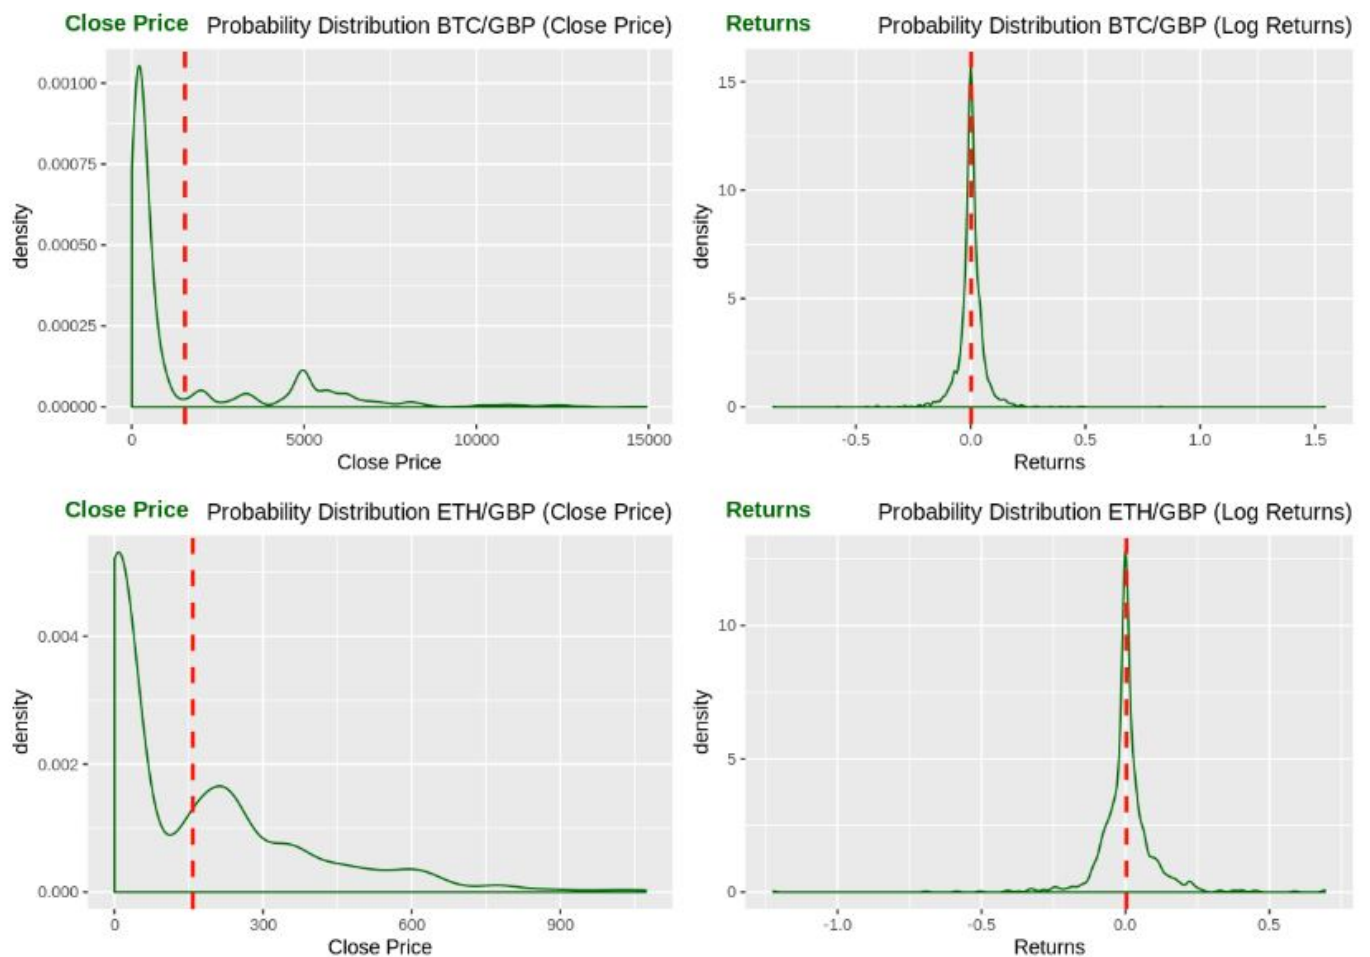 Close Price Probability Distribution BTC/GBP (Close Price)
density
0.00100
0.00075
0.00050
0.00025
0.00000
0 5000 10000 15000
Close Price
Returns Probability Distribution BTC/GBP (Log Returns)
density
15
10
5
0
-0.5 0.0 0.5 1.0 1.5
Returns
Close Price Probability Distribution ETH/GBP (Close Price)
density
0.004
0.002
0.000
0 300 600 900
Close Price
Returns Probability Distribution ETH/GBP (Log Returns)
density
10
5
0
-1.0 -0.5 0.0 0.5
Returns